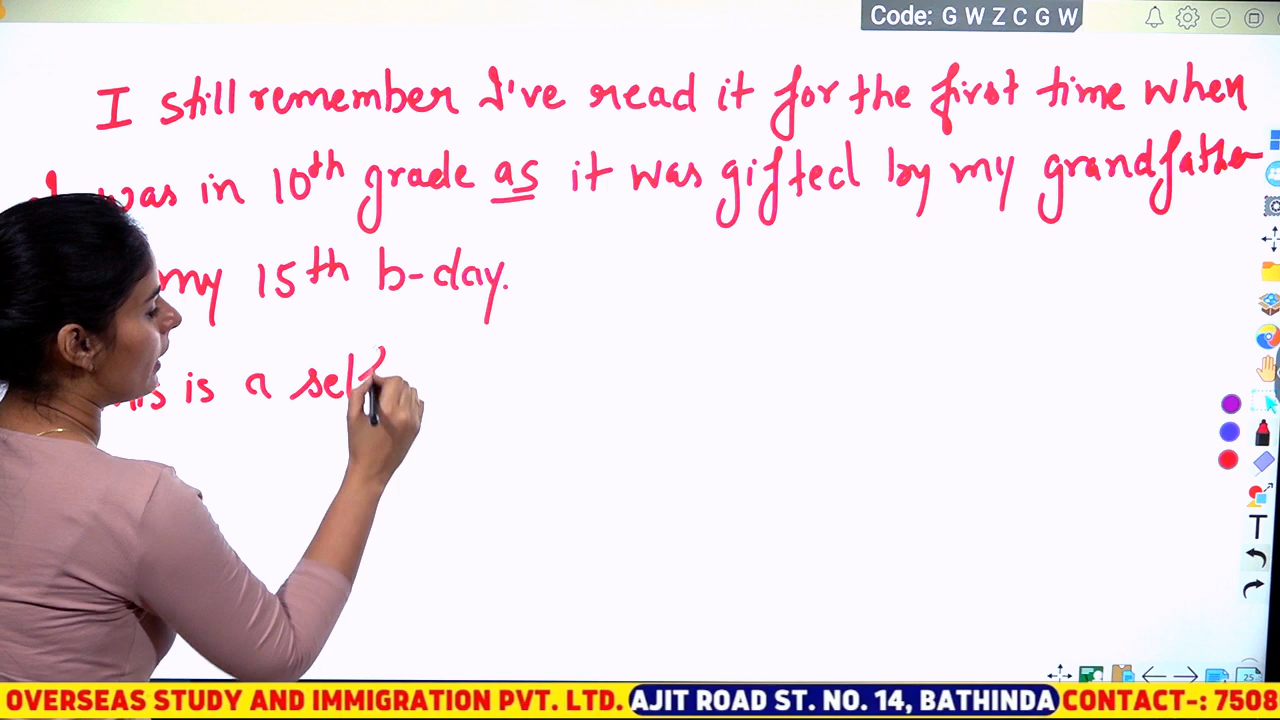 Code: G W Z C G W
I still remember I've read it for the first time when
I was in 10th grade as it was gifted by my grandfather
my 15th b-day.
is a self
T
25
OVERSEAS STUDY AND IMMIGRATION PVT. LTD. AJIT ROAD ST. NO. 14, BATHINDA CONTACT-: 7508